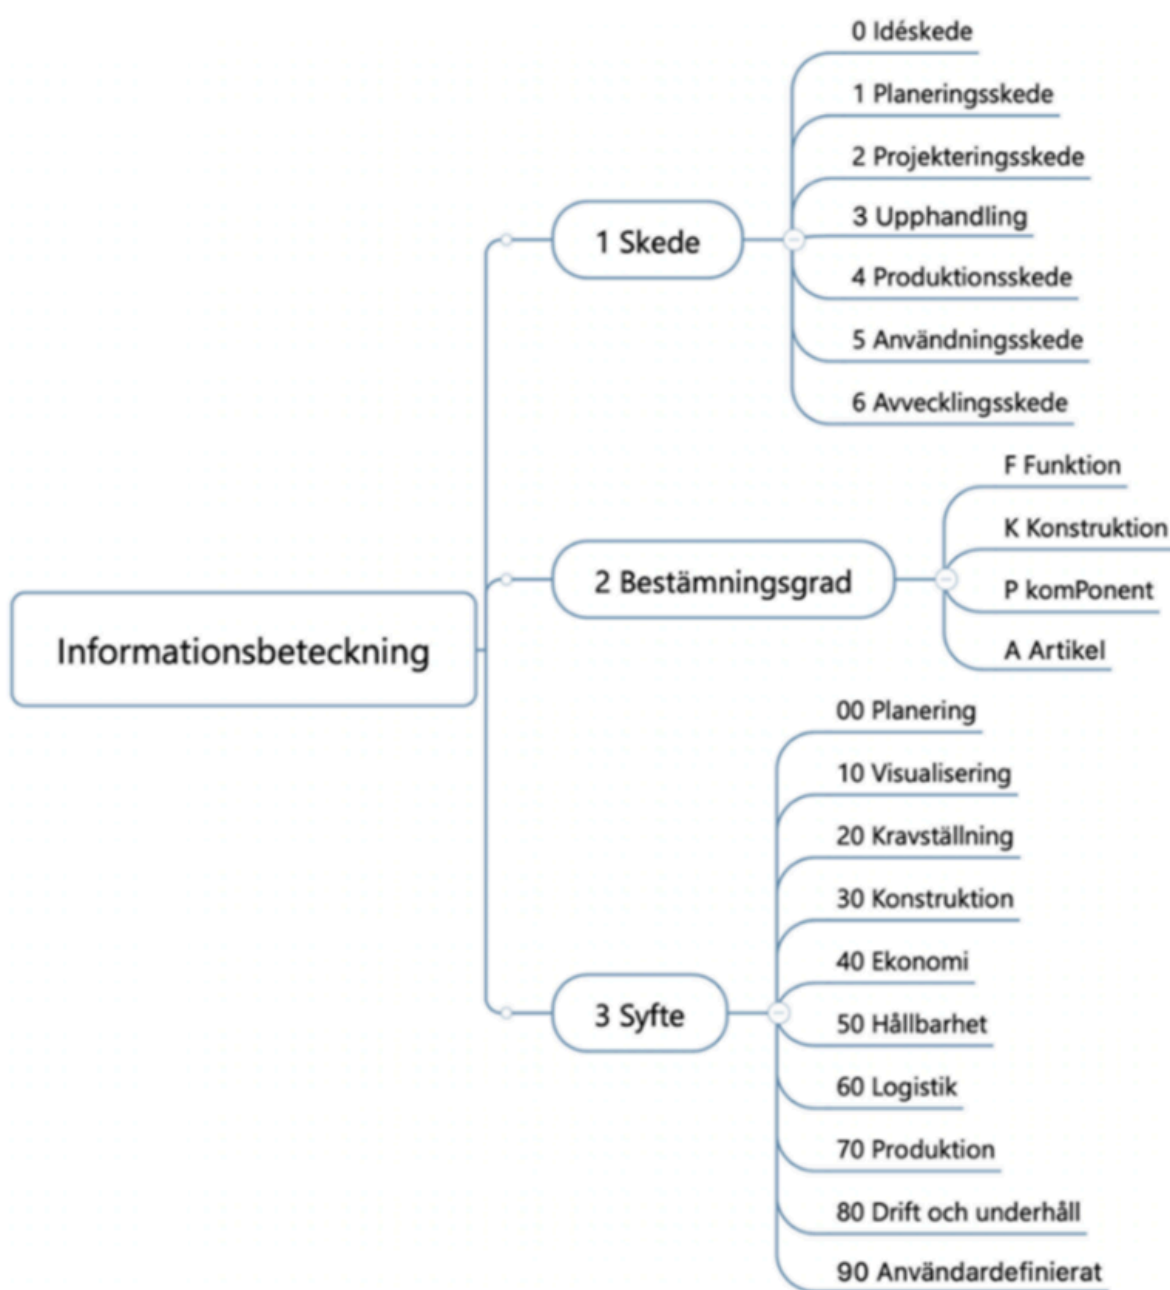 Informationsbeteckning
1 Skede
0 Idéskede
1 Planeringsskede
2 Projekteringsskede
3 Upphandling
4 Produktionsskede
5 Användningsskede
6 Avvecklingsskede
2 Bestämningsgrad
F Funktion
K Konstruktion
P komPonent
A Artikel
3 Syfte
00 Planering
10 Visualisering
20 Kravställning
30 Konstruktion
40 Ekonomi
50 Hållbarhet
60 Logistik
70 Produktion
80 Drift och underhåll
90 Användardefinierat